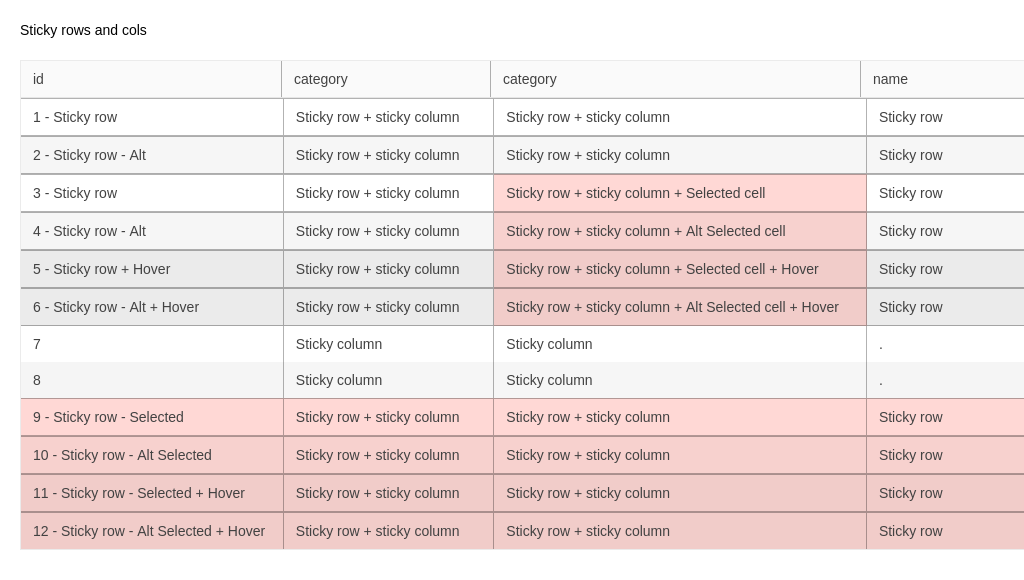 Sticky rows and cols
id category category name
1 - Sticky row Sticky row + sticky column Sticky row + sticky column Sticky row
2 - Sticky row - Alt Sticky row + sticky column Sticky row + sticky column Sticky row
3 - Sticky row Sticky row + sticky column Sticky row + sticky column + Selected cell Sticky row
4 - Sticky row - Alt Sticky row + sticky column Sticky row + sticky column + Alt Selected cell Sticky row
5 - Sticky row + Hover Sticky row + sticky column Sticky row + sticky column + Selected cell + Hover Sticky row
6 - Sticky row - Alt + Hover Sticky row + sticky column Sticky row + sticky column + Alt Selected cell + Hover Sticky row
7 Sticky column Sticky column .
8 Sticky column Sticky column .
9 - Sticky row - Selected Sticky row + sticky column Sticky row + sticky column Sticky row
10 - Sticky row - Alt Selected Sticky row + sticky column Sticky row + sticky column Sticky row
11 - Sticky row - Selected + Hover Sticky row + sticky column Sticky row + sticky column Sticky row
12 - Sticky row - Alt Selected + Hover Sticky row + sticky column Sticky row + sticky column Sticky row